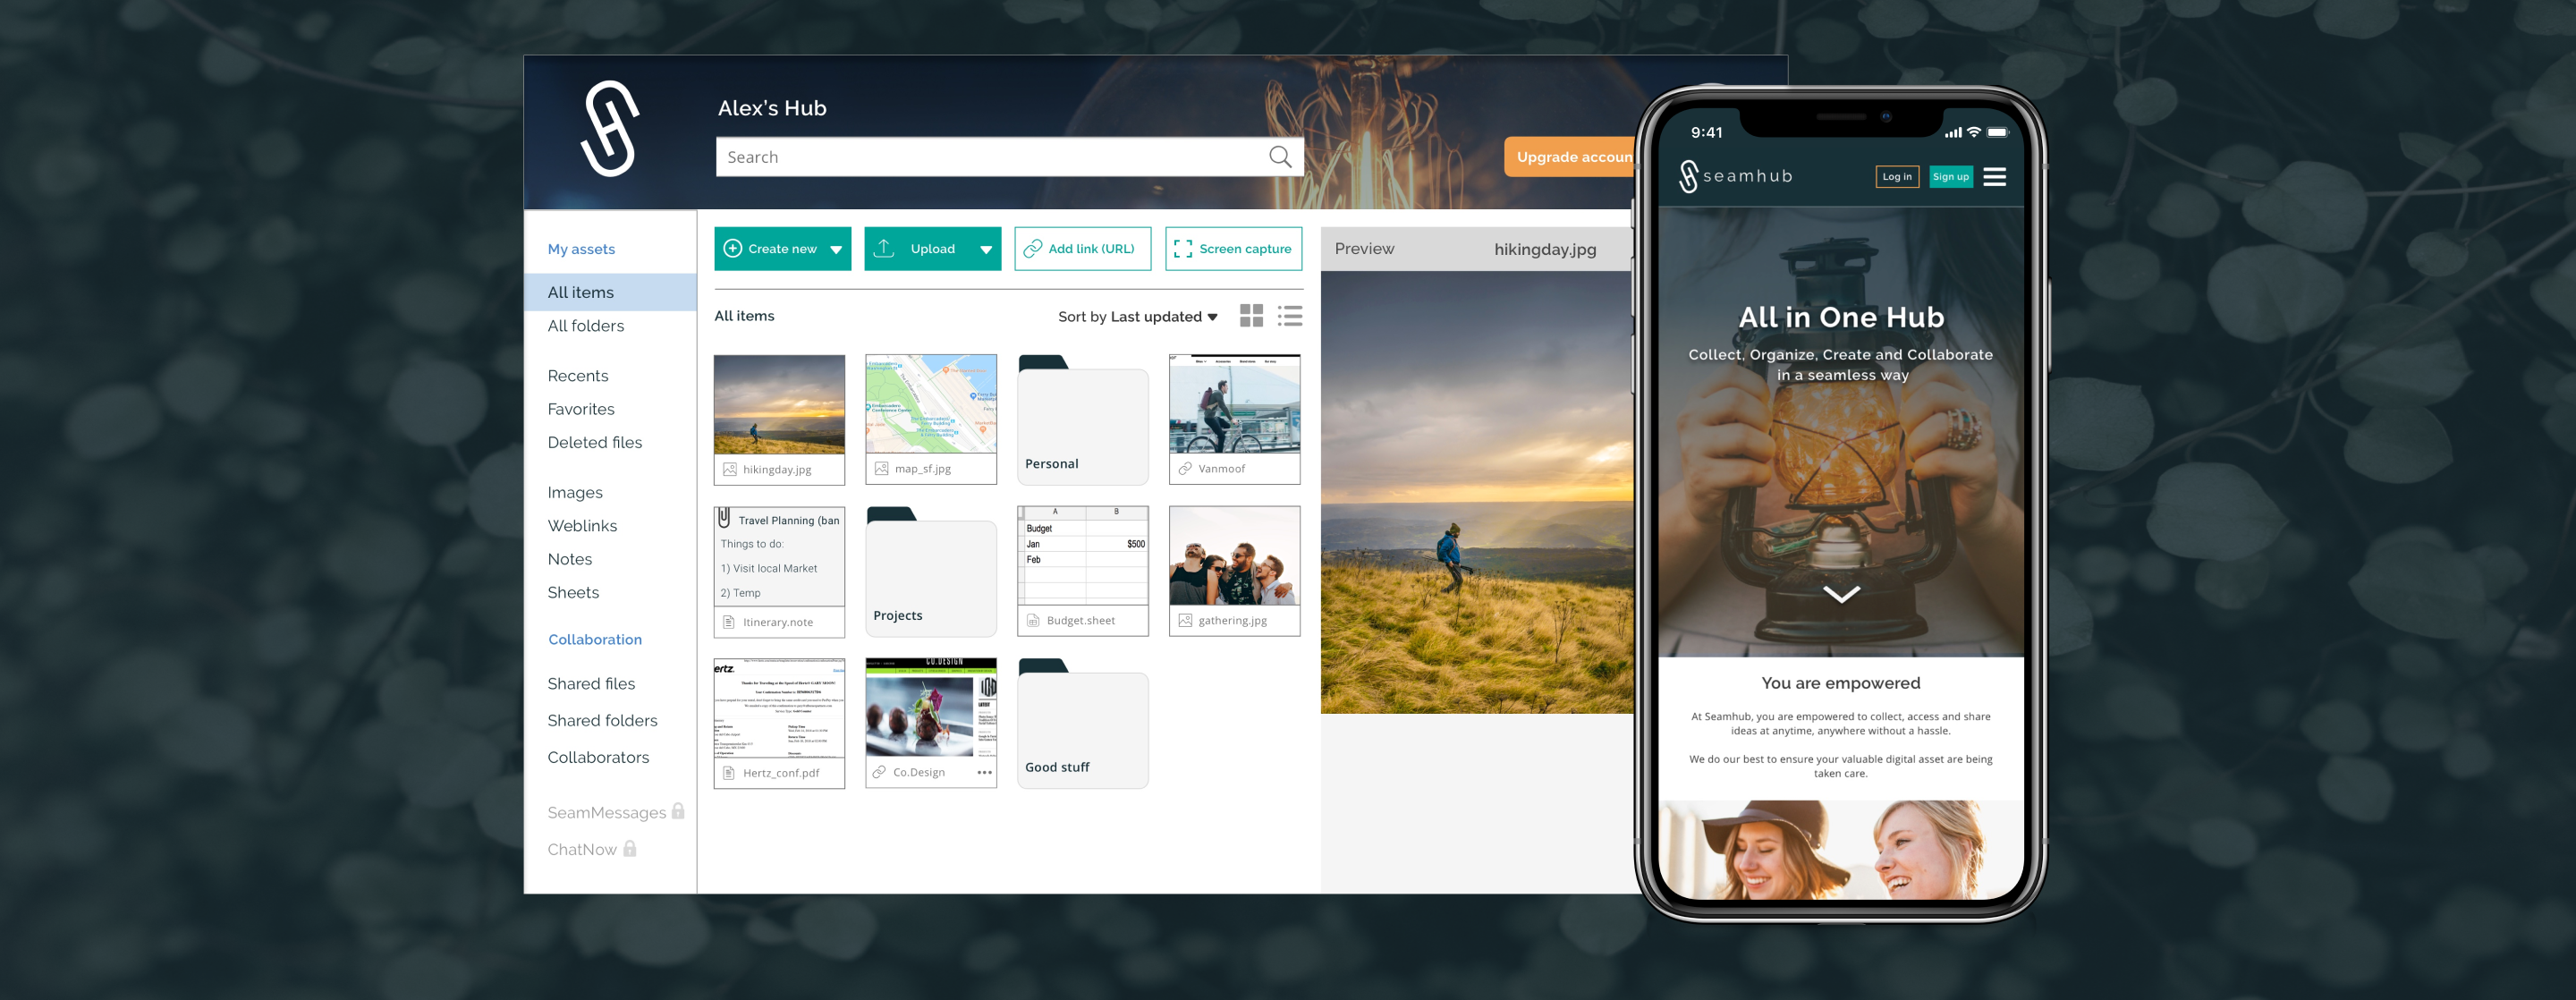 Alex's Hub
Search
Upgrade accoun
My assets
All items
All folders
Recents
Favorites
Deleted files
Images
Weblinks
Notes
Sheets
Collaboration
Shared files
Shared folders
Collaborators
SeamMessages
ChatNow
Create new
Upload
Add link (URL)
Screen capture
All items
Sort by Last updated
hikingday.jpg
map_sf.jpg
Personal
Vanmoof
Travel Planning (ban
Things to do:
1) Visit local Market
2) Temp
Itinerary.note
Projects
A B
Budget
Jan $500
Feb
Budget.sheet
gathering.jpg
ertz.
Hertz_conf.pdf
CO.DESIGN
Co.Design
Good stuff
Preview hikingday.jpg
9:41
seamhub
Log in
Sign up
All in One Hub
Collect, Organize, Create and Collaborate
in a seamless way
You are empowered
At Seamhub, you are empowered to collect, access and share
ideas at anytime, anywhere without a hassle.
We do our best to ensure your valuable digital asset are being
taken care.